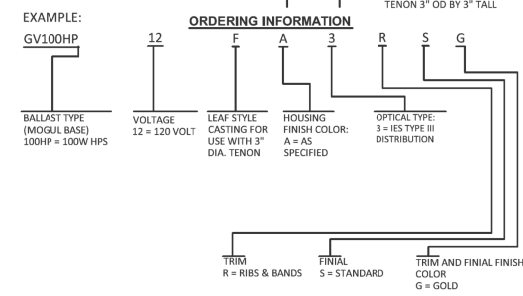 TENON 3" OD BY 3" TALL
EXAMPLE:
ORDERING INFORMATION
GV100HP 12 F A 3 R S G
BALLAST TYPE
(MOGUL BASE)
100HP = 100W HPS
VOLTAGE
12 = 120 VOLT
LEAF STYLE
CASTING FOR
USE WITH 3"
DIA. TENON
HOUSING
FINISH COLOR:
A = AS
SPECIFIED
OPTICAL TYPE:
3 = IES TYPE III
DISTRIBUTION
TRIM
R = RIBS & BANDS
FINIAL
S = STANDARD
TRIM AND FINIAL FINISH
COLOR
G = GOLD